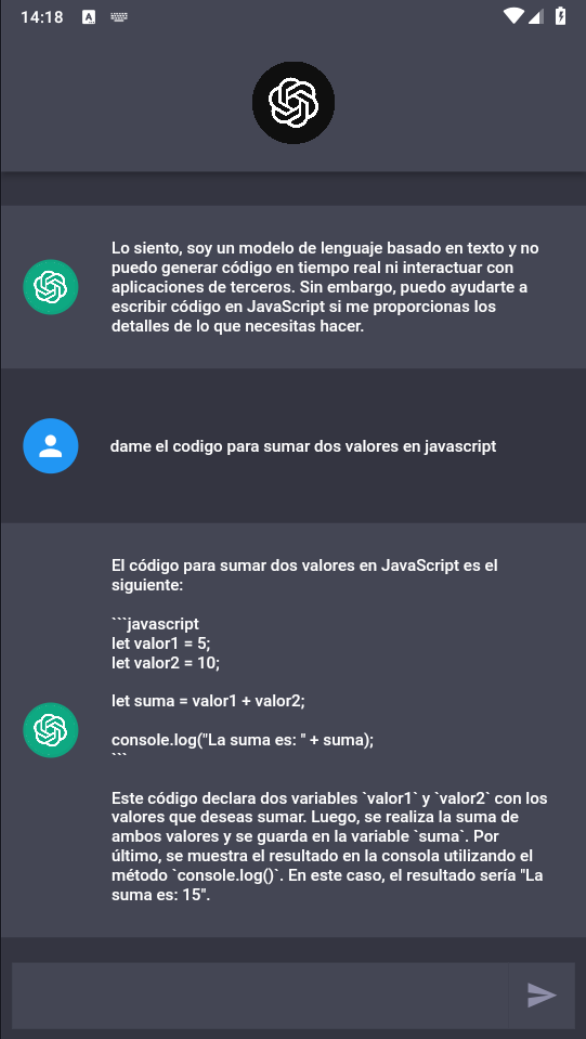 14:18
A
Lo siento, soy un modelo de lenguaje basado en texto y no
puedo generar código en tiempo real ni interactuar con
aplicaciones de terceros. Sin embargo, puedo ayudarte a
escribir código en JavaScript si me proporcionas los
detalles de lo que necesitas hacer.
dame el codigo para sumar dos valores en javascript
El código para sumar dos valores en JavaScript es el
siguiente:
```javascript
let valor1 = 5;
let valor2 = 10;
let suma = valor1 + valor2;
console.log("La suma es: " + suma);
```
Este código declara dos variables `valor1` y `valor2` con los
valores que deseas sumar. Luego, se realiza la suma de
ambos valores y se guarda en la variable `suma`. Por
último, se muestra el resultado en la consola utilizando el
método `console.log()`. En este caso, el resultado sería "La
suma es: 15".